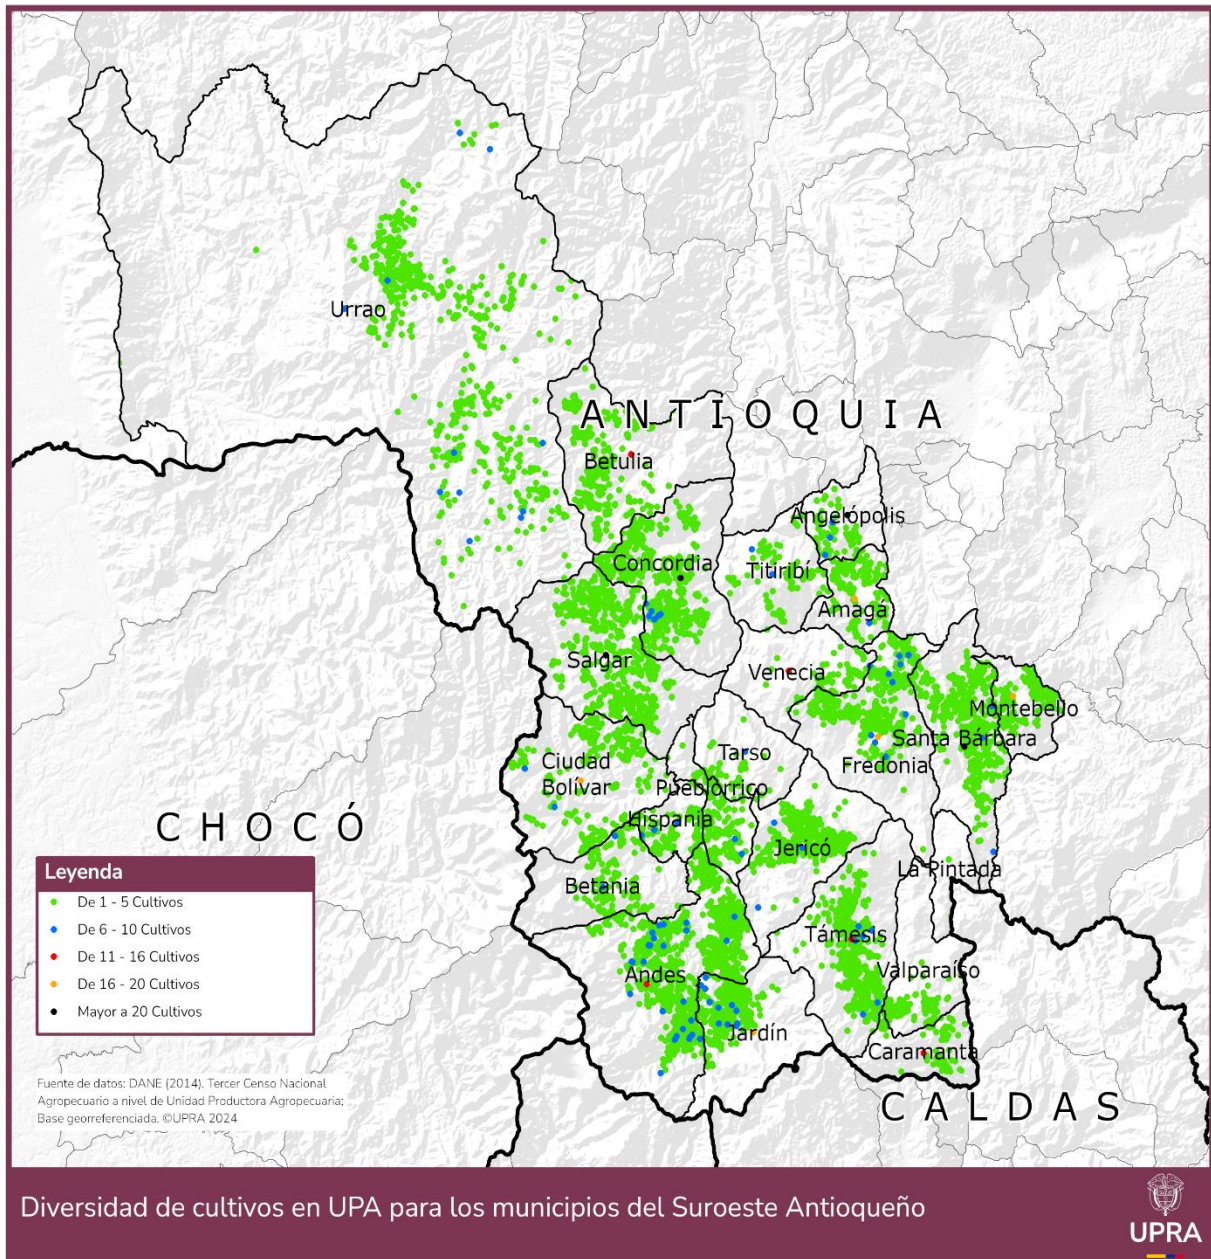 Urrao
ANTIOQUIA
Betulia
Angelópolis
Concordia
Titiribí
Amagá
Salgar
Venecia
Montebello
Santa Bárbara
Tarso
Fredonia
Ciudad
Bolívar
Pueblorrico
Hispania
CHOCÓ
Jericó
La Pintada
Betania
Támesis
Andes
Valparaíso
Jardín
Caramanta
CALDAS
Leyenda
De 1 - 5 Cultivos
De 6 - 10 Cultivos
De 11 - 16 Cultivos
De 16 - 20 Cultivos
Mayor a 20 Cultivos
Fuente de datos: DANE (2014). Tercer Censo Nacional
Agropecuario a nivel de Unidad Productora Agropecuaria;
Base georreferenciada. ©UPRA 2024
Diversidad de cultivos en UPA para los municipios del Suroeste Antioqueño
UPRA